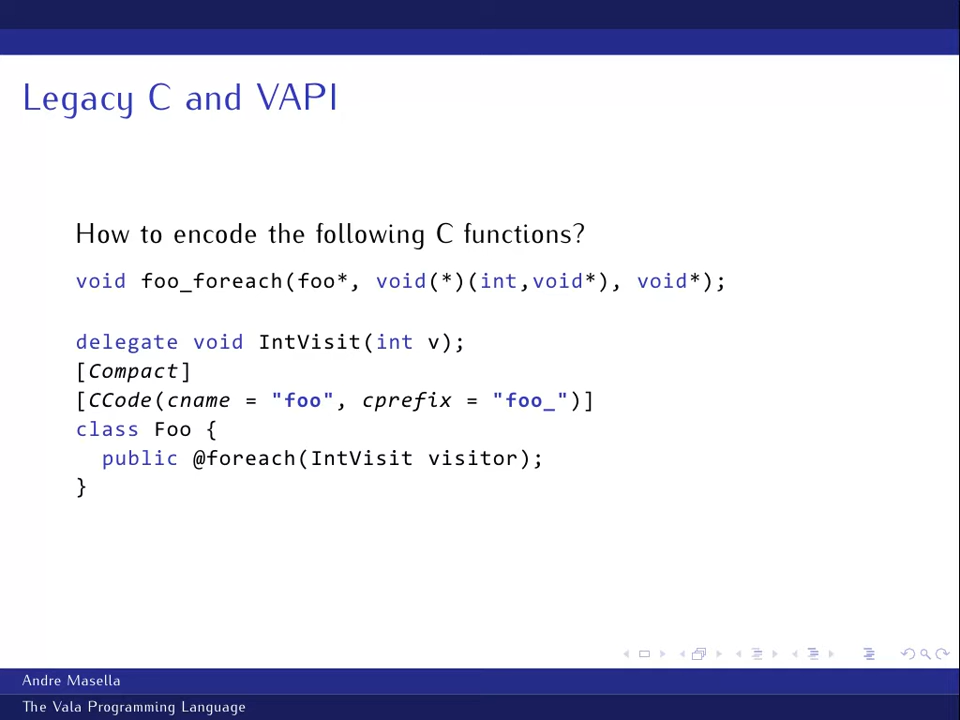 Legacy C and VAPI
How to encode the following C functions?
void foo_foreach(foo*, void(*)(int,void*), void*);
delegate void IntVisit(int v);
[Compact]
[CCode(cname = "foo", cprefix = "foo_")]
class Foo {
  public @foreach(IntVisit visitor);
}
Andre Masella
The Vala Programming Language